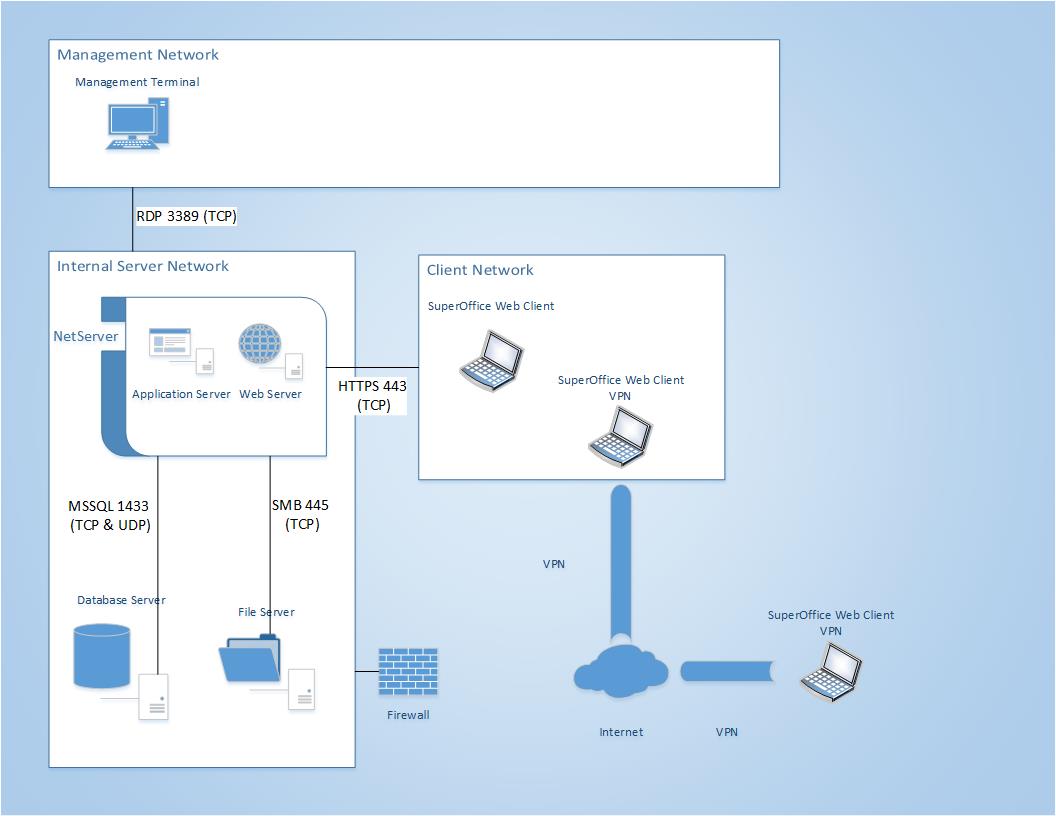 Management Network
Management Terminal
RDP 3389 (TCP)
Internal Server Network
NetServer
Application Server
Web Server
HTTPS 443
(TCP)
Client Network
SuperOffice Web Client
SuperOffice Web Client
VPN
MSSQL 1433
(TCP & UDP)
SMB 445
(TCP)
Database Server
File Server
Firewall
VPN
Internet
VPN
SuperOffice Web Client
VPN